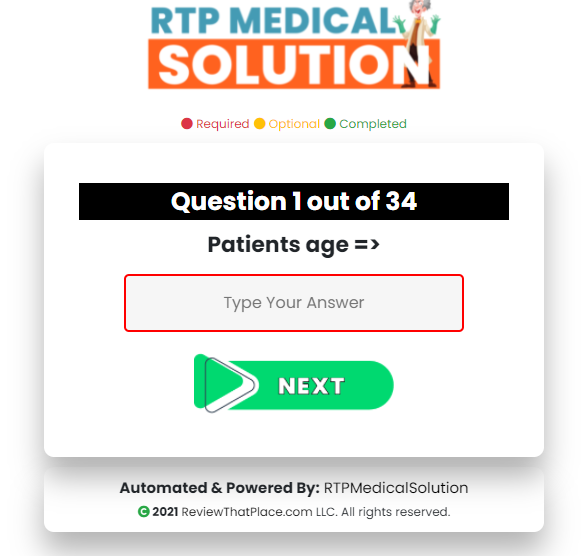 RTP MEDICAL
SOLUTION
Required Optional Completed
Question 1 out of 34
Patients age =>
Type Your Answer
NEXT
Automated & Powered By: RTPMedicalSolution
© 2021 ReviewThatPlace.com LLC. All rights reserved.